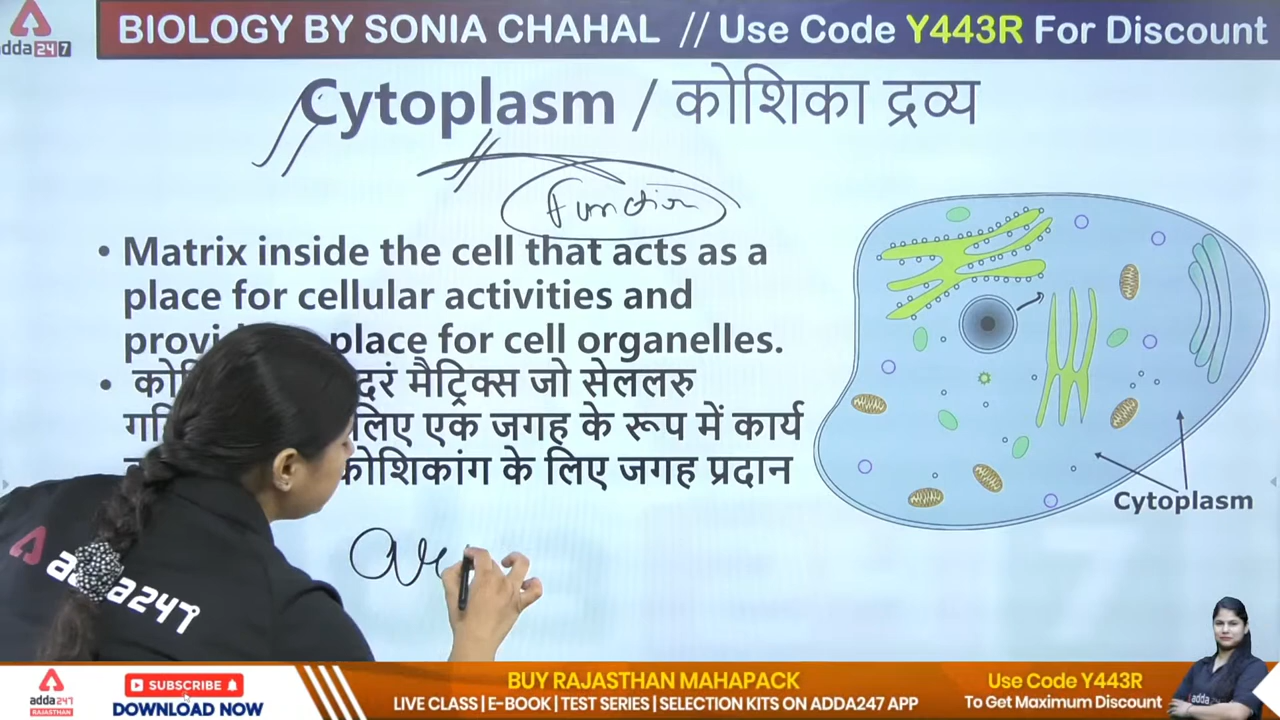 adda247
BIOLOGY BY SONIA CHAHAL // Use Code Y443R For Discount
Cytoplasm / कोशिका द्रव्य
Function
• Matrix inside the cell that acts as a
place for cellular activities and
place for cell organelles.
• मैट्रिक्स जो सेललरु
लिए एक जगह के रूप में कार्य
कोशिकांग के लिए जगह प्रदान
Cytoplasm
adda247
adda247
RAJASTHAN
SUBSCRIBE
DOWNLOAD NOW
BUY RAJASTHAN MAHAPACK
LIVE CLASS | E-BOOK | TEST SERIES | SELECTION KITS ON ADDA247 APP
Use Code Y443R
To Get Maximum Discount